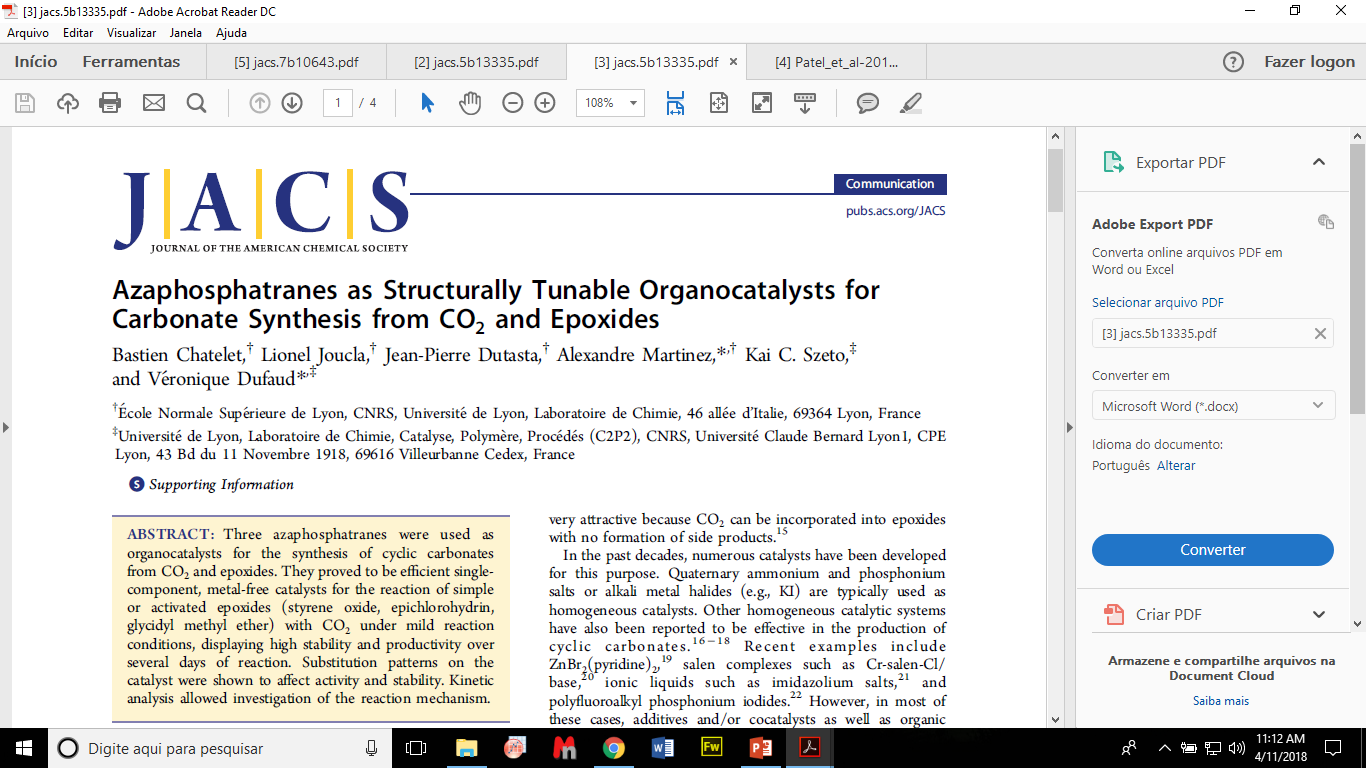 [3] jacs.5b13335.pdf - Adobe Acrobat Reader DC
Arquivo Editar Visualizar Janela Ajuda
Início Ferramentas [5] jacs.7b10643.pdf [2] jacs.5b13335.pdf [3] jacs.5b13335.pdf × [4] Patel_et_al-201... ? Fazer logon
1 / 4 108%
J|A|C|S
JOURNAL OF THE AMERICAN CHEMICAL SOCIETY
Communication
pubs.acs.org/JACS
Azaphosphatranes as Structurally Tunable Organocatalysts for
Carbonate Synthesis from CO₂ and Epoxides
Bastien Chatelet,† Lionel Joucla,† Jean-Pierre Dutasta,† Alexandre Martinez,*,† Kai C. Szeto,‡
and Véronique Dufaud*,‡
†École Normale Supérieure de Lyon, CNRS, Université de Lyon, Laboratoire de Chimie, 46 allée d'Italie, 69364 Lyon, France
‡Université de Lyon, Laboratoire de Chimie, Catalyse, Polymère, Procédés (C2P2), CNRS, Université Claude Bernard Lyon1, CPE
Lyon, 43 Bd du 11 Novembre 1918, 69616 Villeurbanne Cedex, France
S Supporting Information
ABSTRACT: Three azaphosphatranes were used as
organocatalysts for the synthesis of cyclic carbonates
from CO₂ and epoxides. They proved to be efficient single-
component, metal-free catalysts for the reaction of simple
or activated epoxides (styrene oxide, epichlorohydrin,
glycidyl methyl ether) with CO₂ under mild reaction
conditions, displaying high stability and productivity over
several days of reaction. Substitution patterns on the
catalyst were shown to affect activity and stability. Kinetic
analysis allowed investigation of the reaction mechanism.
very attractive because CO₂ can be incorporated into epoxides
with no formation of side products.¹⁵
In the past decades, numerous catalysts have been developed
for this purpose. Quaternary ammonium and phosphonium
salts or alkali metal halides (e.g., KI) are typically used as
homogeneous catalysts. Other homogeneous catalytic systems
have also been reported to be effective in the production of
cyclic carbonates.¹⁶⁻¹⁸ Recent examples include
ZnBr₂(pyridine)₂,¹⁹ salen complexes such as Cr-salen-Cl/
base,²⁰ ionic liquids such as imidazolium salts,²¹ and
polyfluoroalkyl phosphonium iodides.²² However, in most of
these cases, additives and/or cocatalysts as well as organic
Exportar PDF
Adobe Export PDF
Converta online arquivos PDF em
Word ou Excel
Selecionar arquivo PDF
[3] jacs.5b13335.pdf
Converter em
Microsoft Word (*.docx)
Idioma do documento:
Português Alterar
Converter
Criar PDF
Armazene e compartilhe arquivos na
Document Cloud
Saiba mais
Digite aqui para pesquisar
W Fw P
11:12 AM
4/11/2018